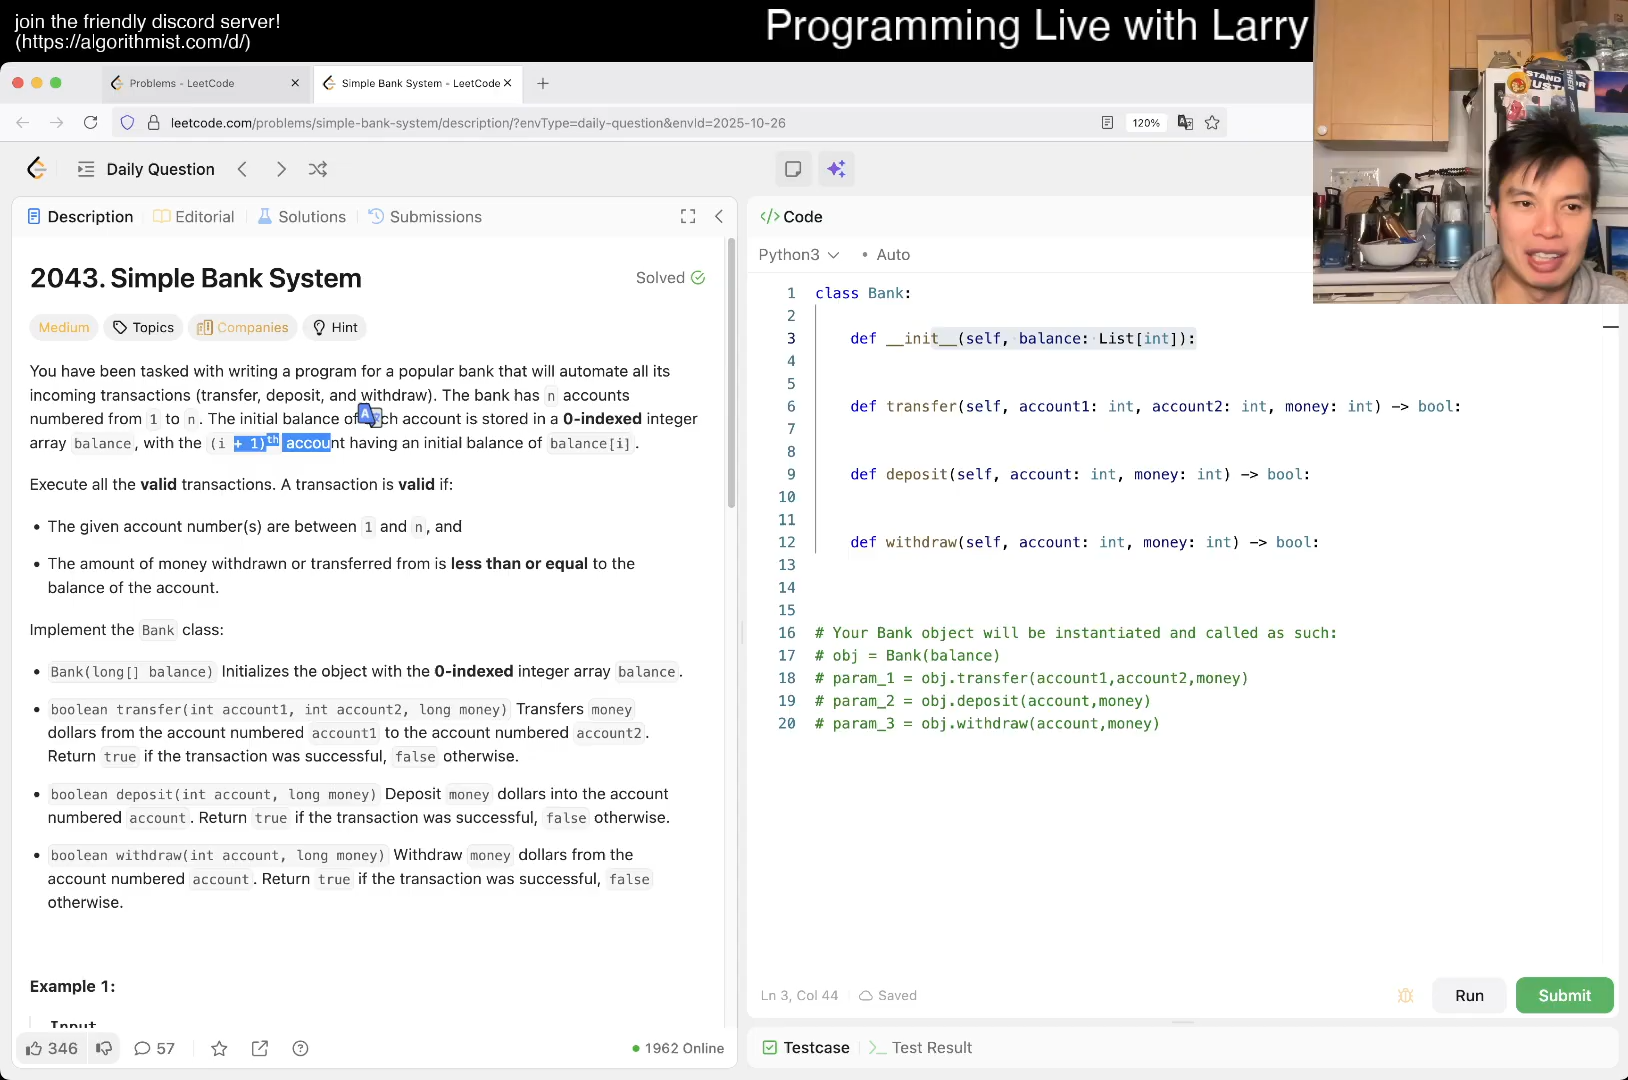 join the friendly discord server!
(https://algorithmist.com/d/)
Programming Live with Larry
Problems - LeetCode
Simple Bank System - LeetCode
leetcode.com/problems/simple-bank-system/description/?envType=daily-question&envId=2025-10-26
120%
Daily Question
Description
Editorial
Solutions
Submissions
2043. Simple Bank System
Solved
Medium
Topics
Companies
Hint
You have been tasked with writing a program for a popular bank that will automate all its
incoming transactions (transfer, deposit, and withdraw). The bank has n accounts
numbered from 1 to n. The initial balance of ch account is stored in a 0-indexed integer
array balance, with the (i + 1)th account having an initial balance of balance[i].
Execute all the valid transactions. A transaction is valid if:
• The given account number(s) are between 1 and n, and
• The amount of money withdrawn or transferred from is less than or equal to the
balance of the account.
Implement the Bank class:
• Bank(long[] balance) Initializes the object with the 0-indexed integer array balance.
• boolean transfer(int account1, int account2, long money) Transfers money
dollars from the account numbered account1 to the account numbered account2.
Return true if the transaction was successful, false otherwise.
• boolean deposit(int account, long money) Deposit money dollars into the account
numbered account. Return true if the transaction was successful, false otherwise.
• boolean withdraw(int account, long money) Withdraw money dollars from the
account numbered account. Return true if the transaction was successful, false
otherwise.
Example 1:
Input
346
57
1962 Online
</> Code
Python3
Auto
1 class Bank:
2
3 def __init__(self, balance: List[int]):
4
5
6 def transfer(self, account1: int, account2: int, money: int) -> bool:
7
8
9 def deposit(self, account: int, money: int) -> bool:
10
11
12 def withdraw(self, account: int, money: int) -> bool:
13
14
15
16 # Your Bank object will be instantiated and called as such:
17 # obj = Bank(balance)
18 # param_1 = obj.transfer(account1,account2,money)
19 # param_2 = obj.deposit(account,money)
20 # param_3 = obj.withdraw(account,money)
Ln 3, Col 44
Saved
Run
Submit
Testcase
Test Result
STAND